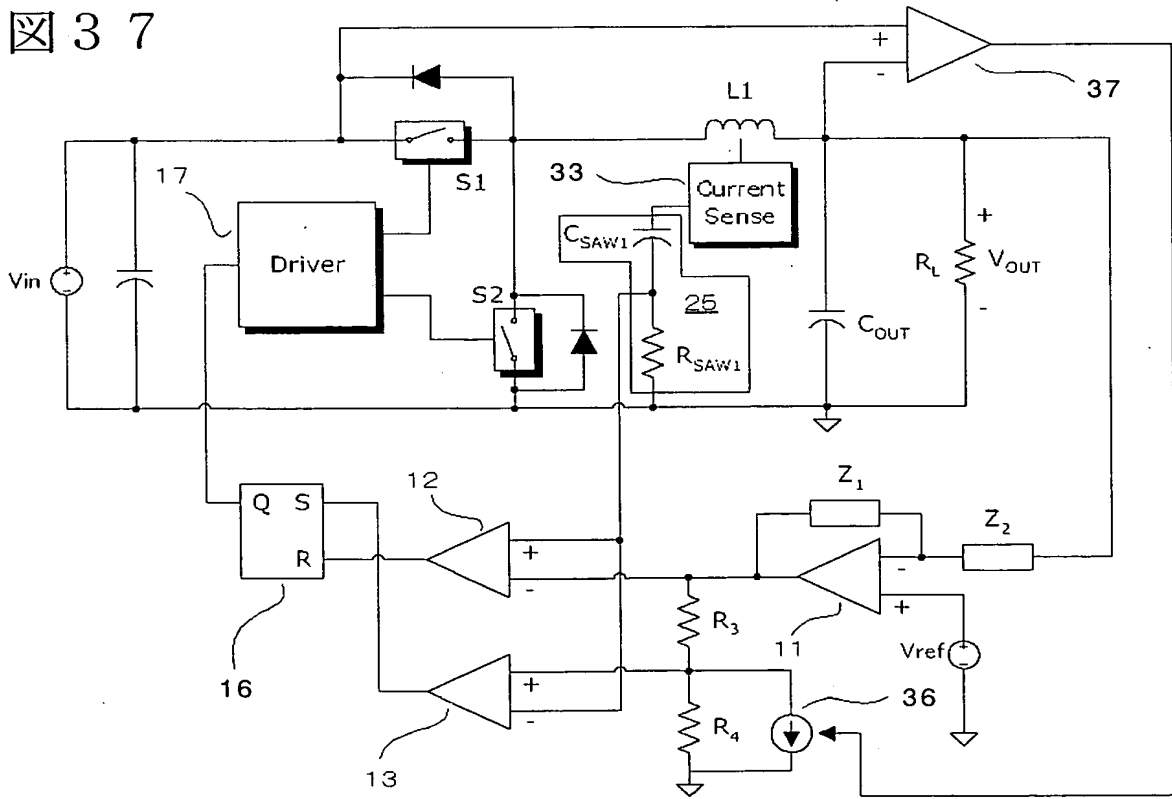 図３７
+
-
37
L1
17
S1
33
Current
Sense
Driver
C_SAW1
+
Vin
S2
25
R_L
V_OUT
R_SAW1
-
C_OUT
12
Z_1
Q S
R
+
-
Z_2
-
+
R_3
11
Vref
16
+
-
36
R_4
13